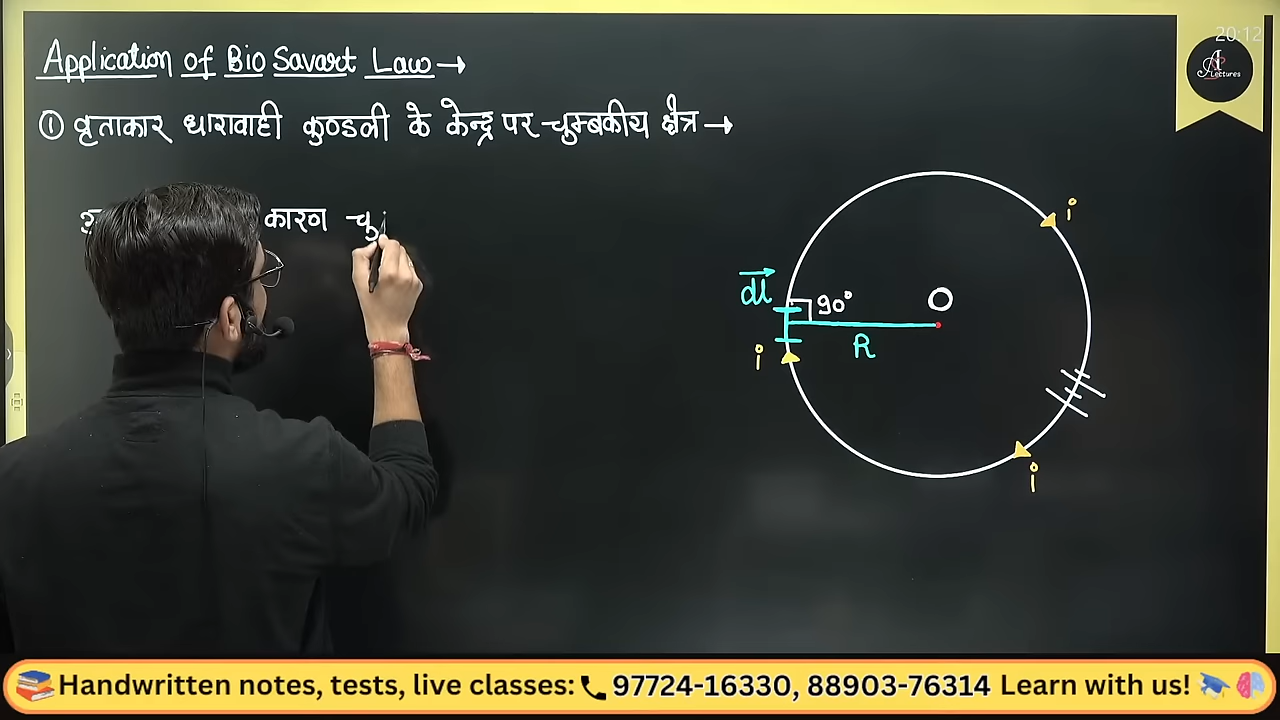 20:12
A Lectures
Application of Bio Savart Law →
① वृताकार धारावाही कुण्डली के केन्द्र पर चुम्बकीय क्षेत्र →
कारण चु
i
dl
90°
O
R
i
i
Handwritten notes, tests, live classes: 97724-16330, 88903-76314 Learn with us!